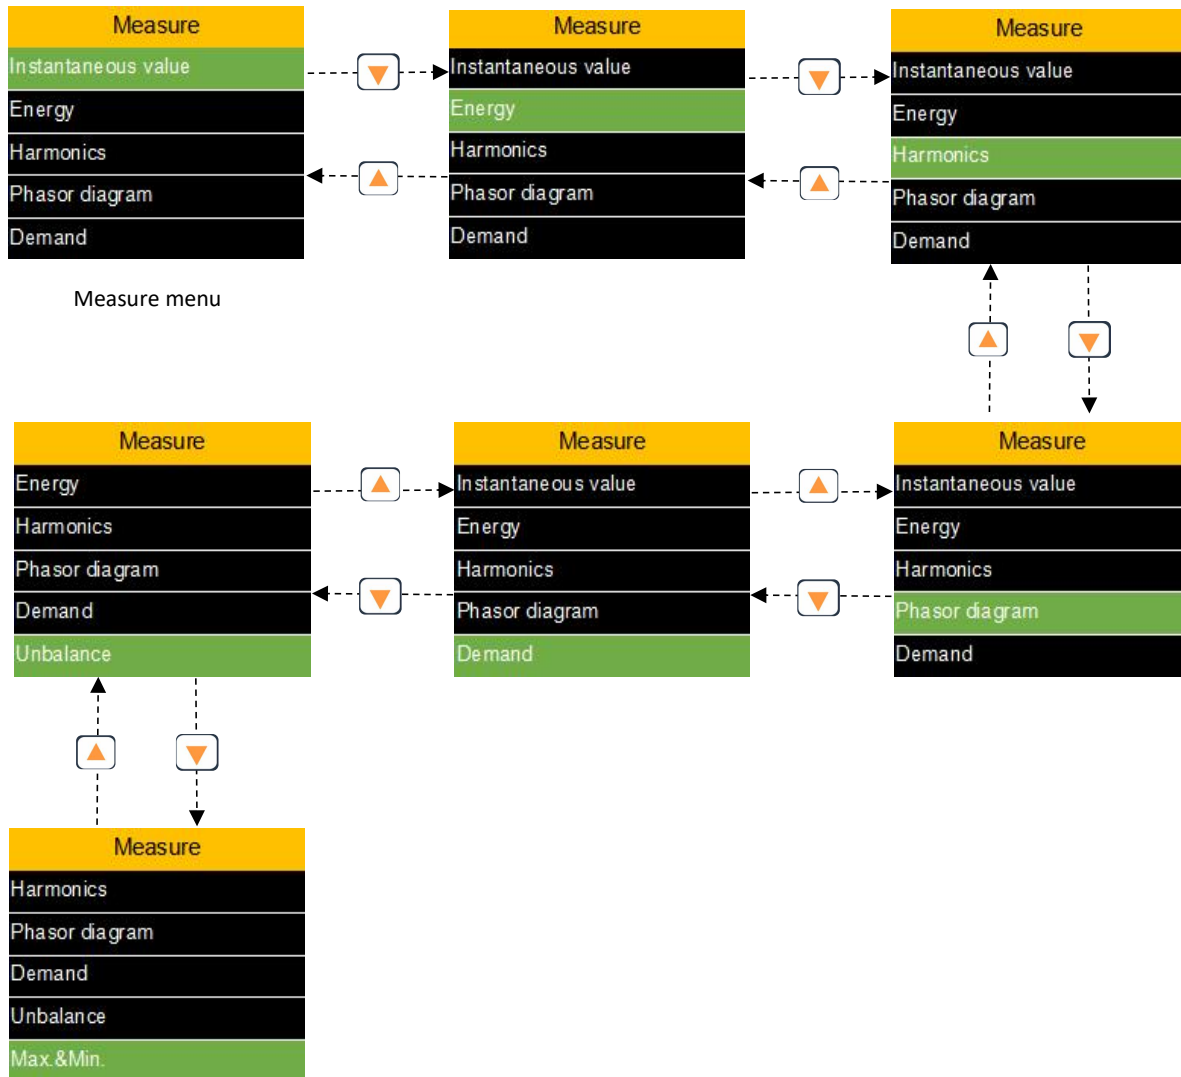 Measure
Instantaneous value
Energy
Harmonics
Phasor diagram
Demand
Measure
Instantaneous value
Energy
Harmonics
Phasor diagram
Demand
Measure
Instantaneous value
Energy
Harmonics
Phasor diagram
Demand
Measure menu
Measure
Energy
Harmonics
Phasor diagram
Demand
Unbalance
Measure
Instantaneous value
Energy
Harmonics
Phasor diagram
Demand
Measure
Instantaneous value
Energy
Harmonics
Phasor diagram
Demand
Measure
Harmonics
Phasor diagram
Demand
Unbalance
Max.&Min.